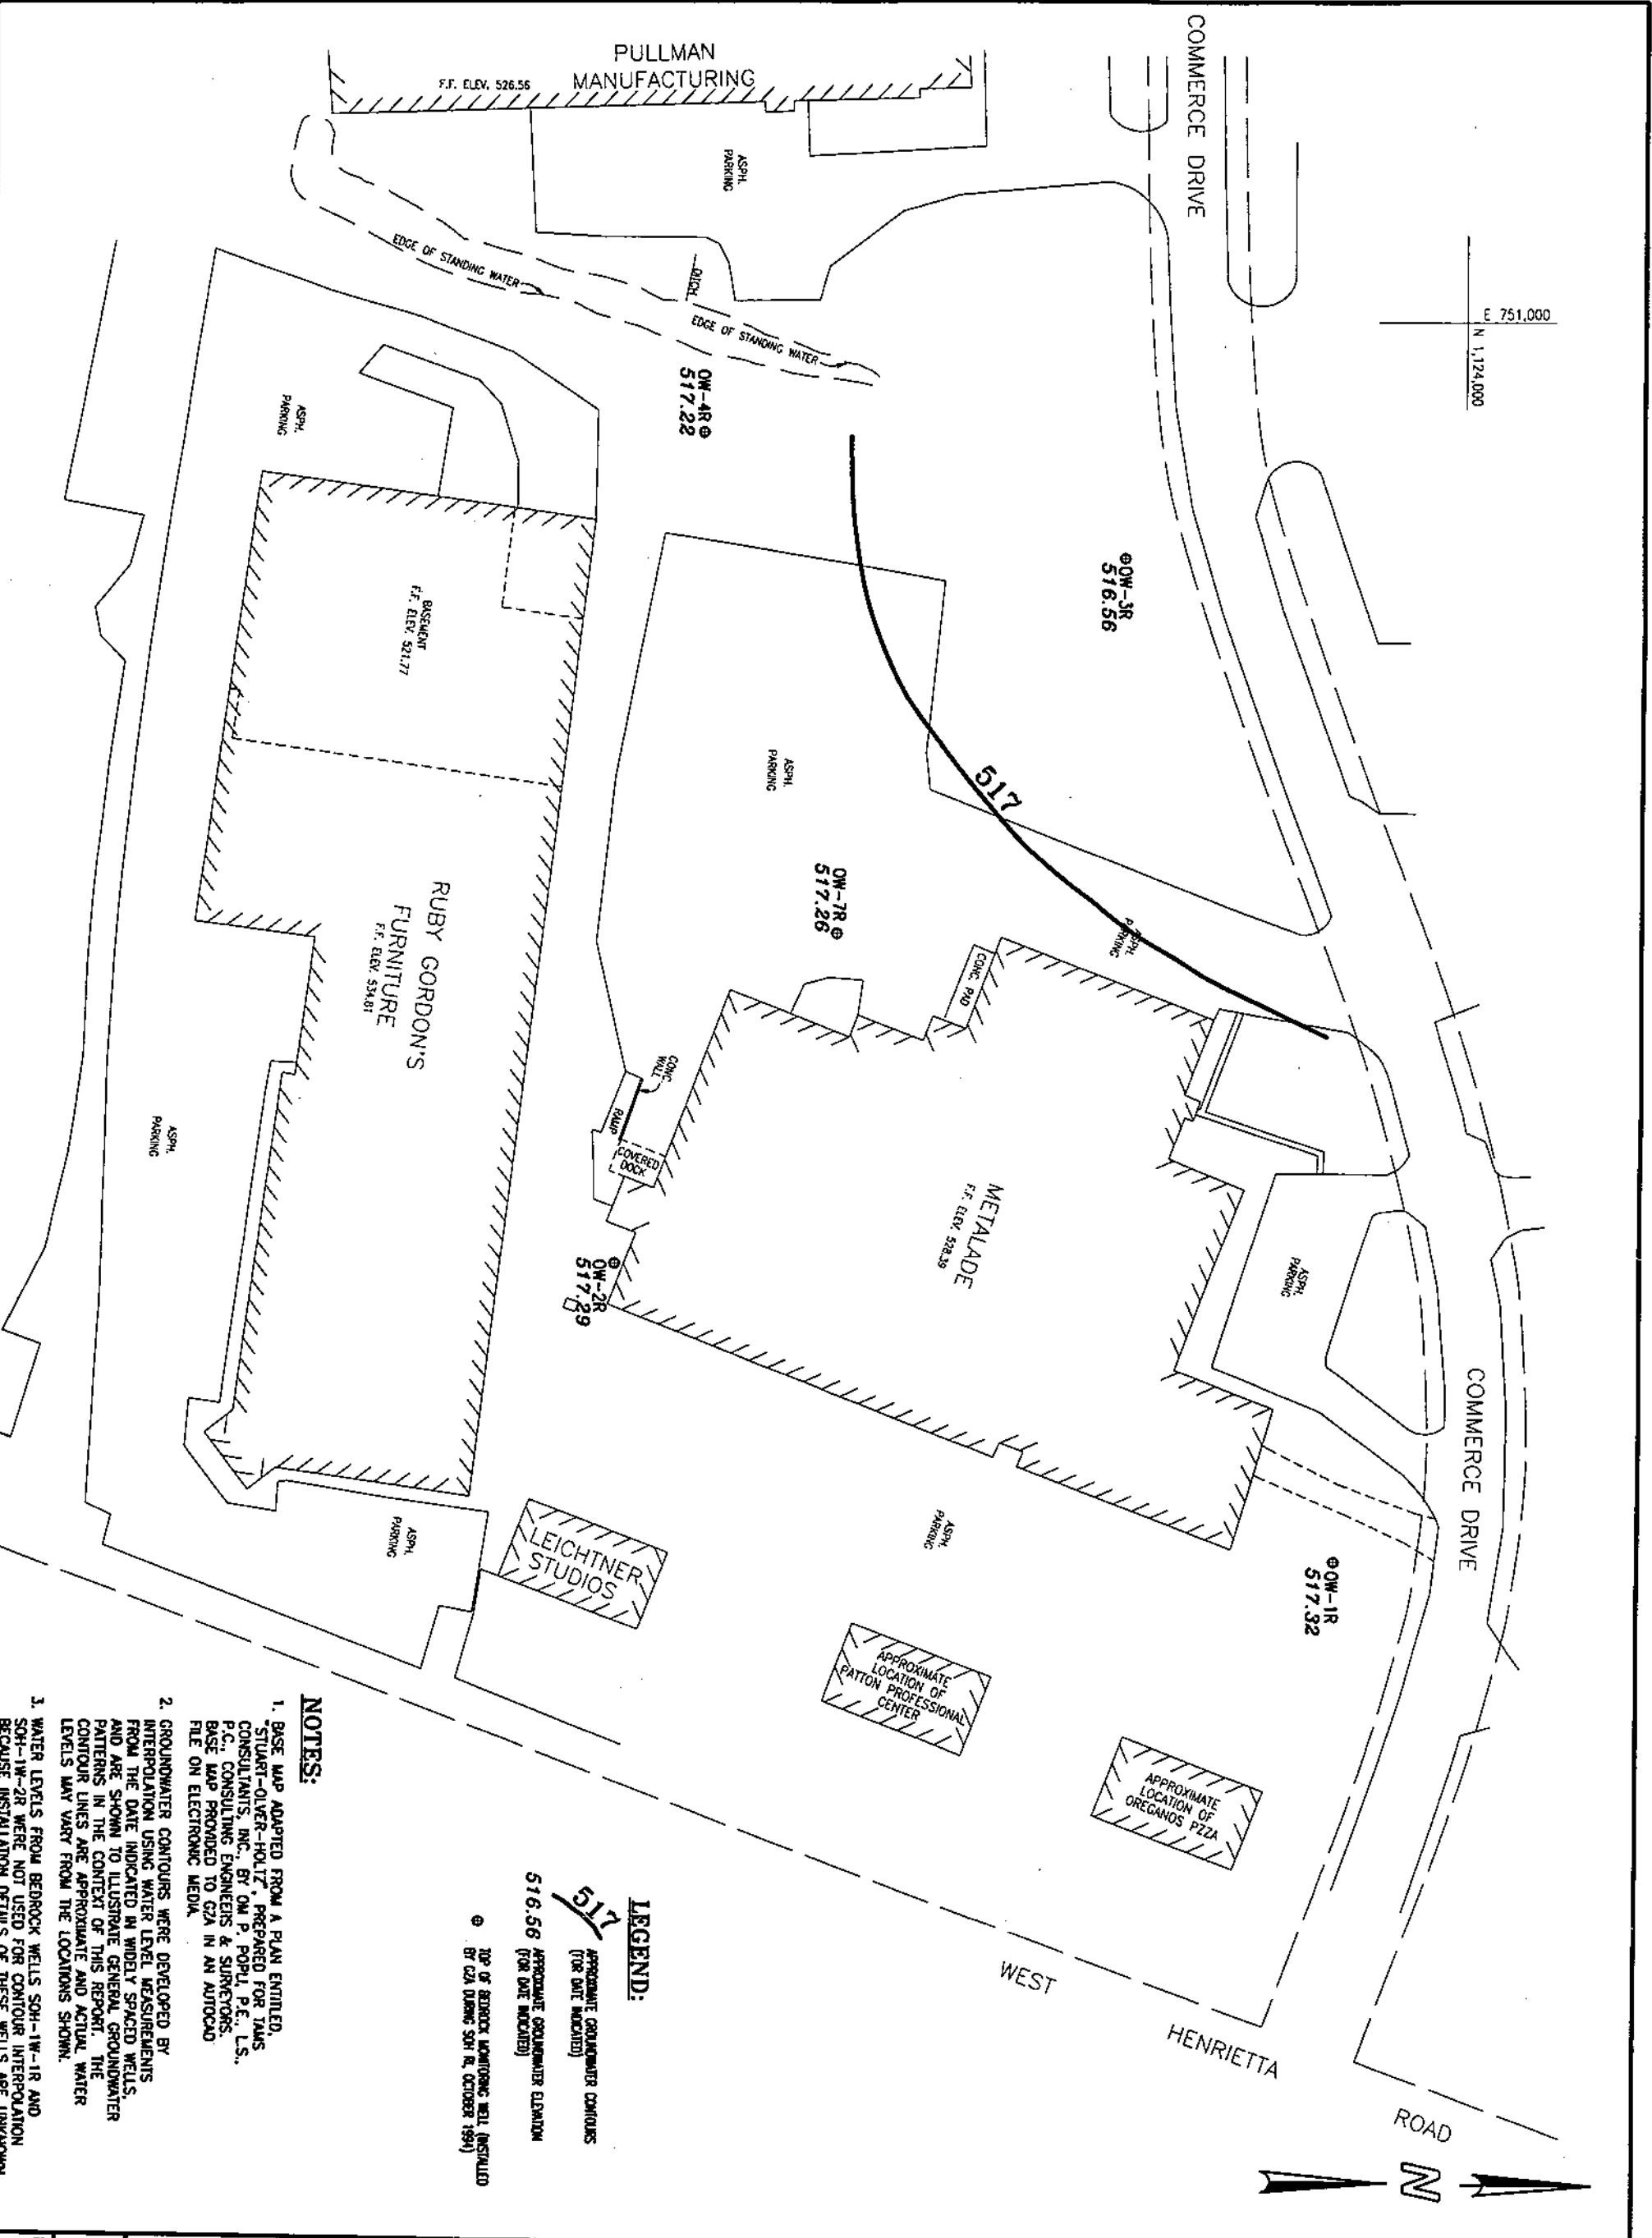 COMMERCE DRIVE
E 751,000
N 1,124,000
PULLMAN
MANUFACTURING
F.F. ELEV. 526.56
ASPH.
PARKING
EDGE OF STANDING WATER
DITCH
EDGE OF STANDING WATER
OW-4R
517.22
OW-3R
516.56
ASPH.
PARKING
BASEMENT
F.F. ELEV. 521.77
ASPH.
PARKING
517
OW-7R
517.26
ASPH.
PARKING
RUBY GORDON'S
FURNITURE
F.F. ELEV. 534.81
CONC. PAD
CONC.
WALL
RAMP
COVERED
DOCK
ASPH.
PARKING
METALADE
F.F. ELEV. 528.39
ASPH.
PARKING
OW-2R
517.29
COMMERCE DRIVE
ASPH.
PARKING
ASPH.
PARKING
LEICHTNER
STUDIOS
OW-1R
517.32
APPROXIMATE
LOCATION OF
PATTON PROFESSIONAL
CENTER
APPROXIMATE
LOCATION OF
OREGANOS PZZA
WEST
HENRIETTA
ROAD
N
LEGEND:
517
APPROXIMATE GROUNDWATER CONTOURS
(FOR DATE INDICATED)
516.56
APPROXIMATE GROUNDWATER ELEVATION
(FOR DATE INDICATED)
TOP OF BEDROCK MONITORING WELL (INSTALLED
BY GZA DURING SOH RI, OCTOBER 1994)
NOTES:
1. BASE MAP ADAPTED FROM A PLAN ENTITLED,
"STUART-OLVER-HOLTZ", PREPARED FOR TAMS
CONSULTANTS, INC., BY OM P. POPLI, P.E., L.S.,
P.C., CONSULTING ENGINEERS & SURVEYORS.
BASE MAP PROVIDED TO GZA IN AN AUTOCAD
FILE ON ELECTRONIC MEDIA.
2. GROUNDWATER CONTOURS WERE DEVELOPED BY
INTERPOLATION USING WATER LEVEL MEASUREMENTS
FROM THE DATE INDICATED IN WIDELY SPACED WELLS,
AND ARE SHOWN TO ILLUSTRATE GENERAL GROUNDWATER
PATTERNS IN THE CONTEXT OF THIS REPORT. THE
CONTOUR LINES ARE APPROXIMATE AND ACTUAL WATER
LEVELS MAY VARY FROM THE LOCATIONS SHOWN.
3. WATER LEVELS FROM BEDROCK WELLS SOH-1W-1R AND
SOH-1W-2R WERE NOT USED FOR CONTOUR INTERPOLATION
BECAUSE INSTALLATION DETAILS OF THESE WELLS ARE UNKNOWN